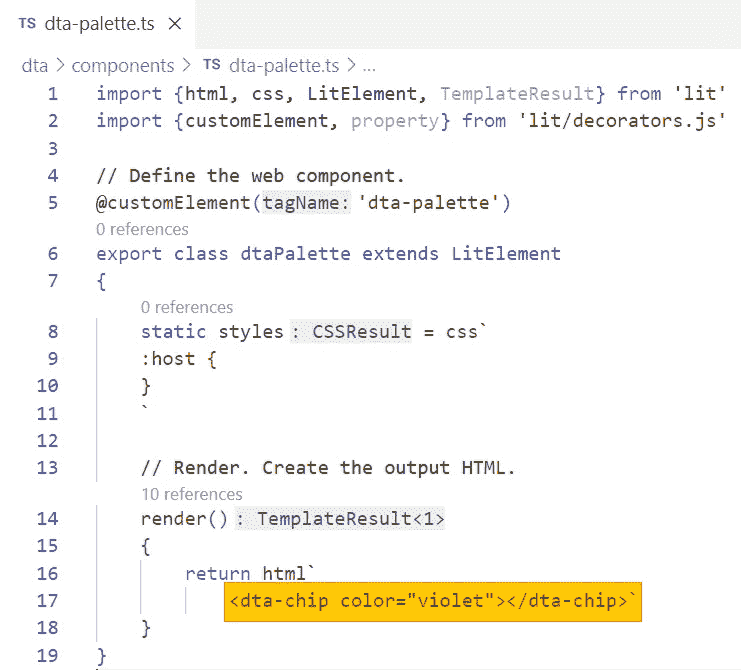 TS dta-palette.ts ×
dta > components > TS dta-palette.ts > ...
1 import {html, css, LitElement, TemplateResult} from 'lit'
2 import {customElement, property} from 'lit/decorators.js'
3
4 // Define the web component.
5 @customElement(tagName: 'dta-palette')
0 references
6 export class dtaPalette extends LitElement
7 {
0 references
8 static styles: CSSResult = css`
9 :host {
10 }
11 `
12
13 // Render. Create the output HTML.
10 references
14 render(): TemplateResult<1>
15 {
16 return html`
17 <dta-chip color="violet"></dta-chip>`
18 }
19 }